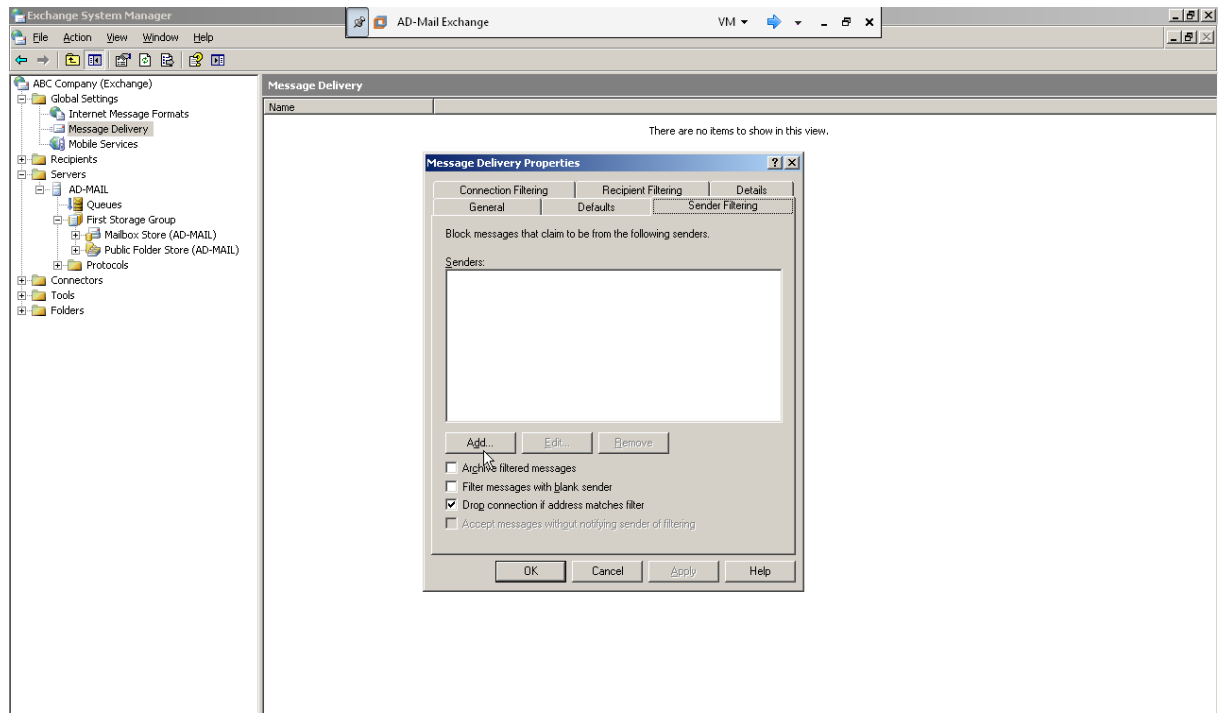 Exchange System Manager
AD-Mail Exchange VM
File Action View Window Help
ABC Company (Exchange)
Global Settings
Internet Message Formats
Message Delivery
Mobile Services
Recipients
Servers
AD-MAIL
Queues
First Storage Group
Mailbox Store (AD-MAIL)
Public Folder Store (AD-MAIL)
Protocols
Connectors
Tools
Folders
Message Delivery
Name
There are no items to show in this view.
Message Delivery Properties
Connection Filtering Recipient Filtering Details
General Defaults Sender Filtering
Block messages that claim to be from the following senders.
Senders:
Add... Edit... Remove
Archive filtered messages
Filter messages with blank sender
Drop connection if address matches filter
Accept messages without notifying sender of filtering
OK Cancel Apply Help